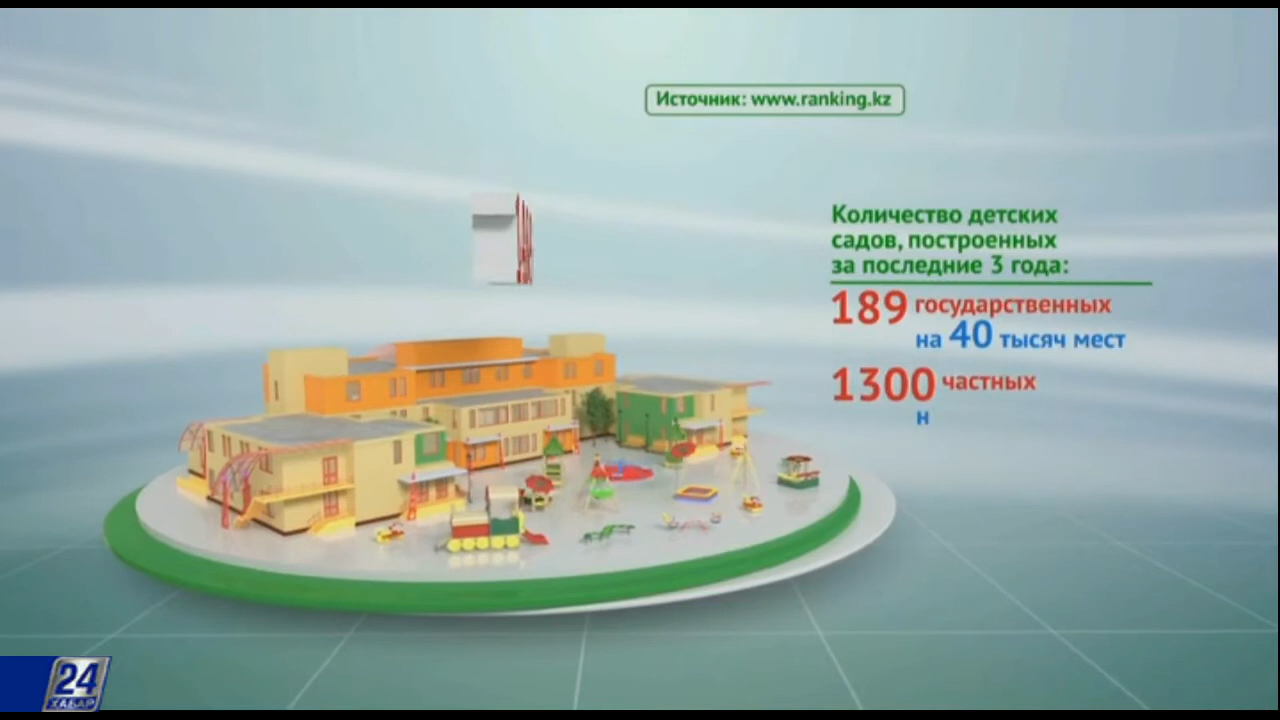 Источник: www.ranking.kz
Количество детских
садов, построенных
за последние 3 года:
189 государственных
на 40 тысяч мест
1300 частных
н
24
ХАБАР